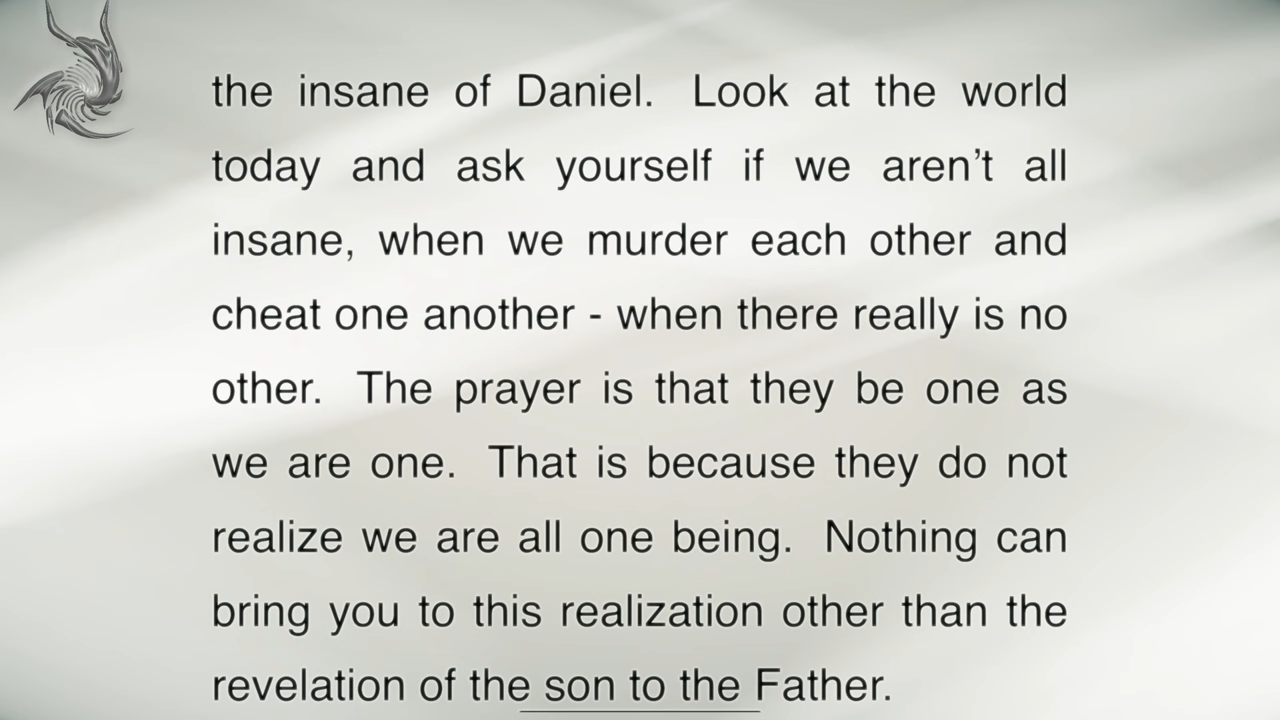 the insane of Daniel.  Look at the world
today and ask yourself if we aren’t all
insane, when we murder each other and
cheat one another - when there really is no
other.  The prayer is that they be one as
we are one.  That is because they do not
realize we are all one being.  Nothing can
bring you to this realization other than the
revelation of the son to the Father.